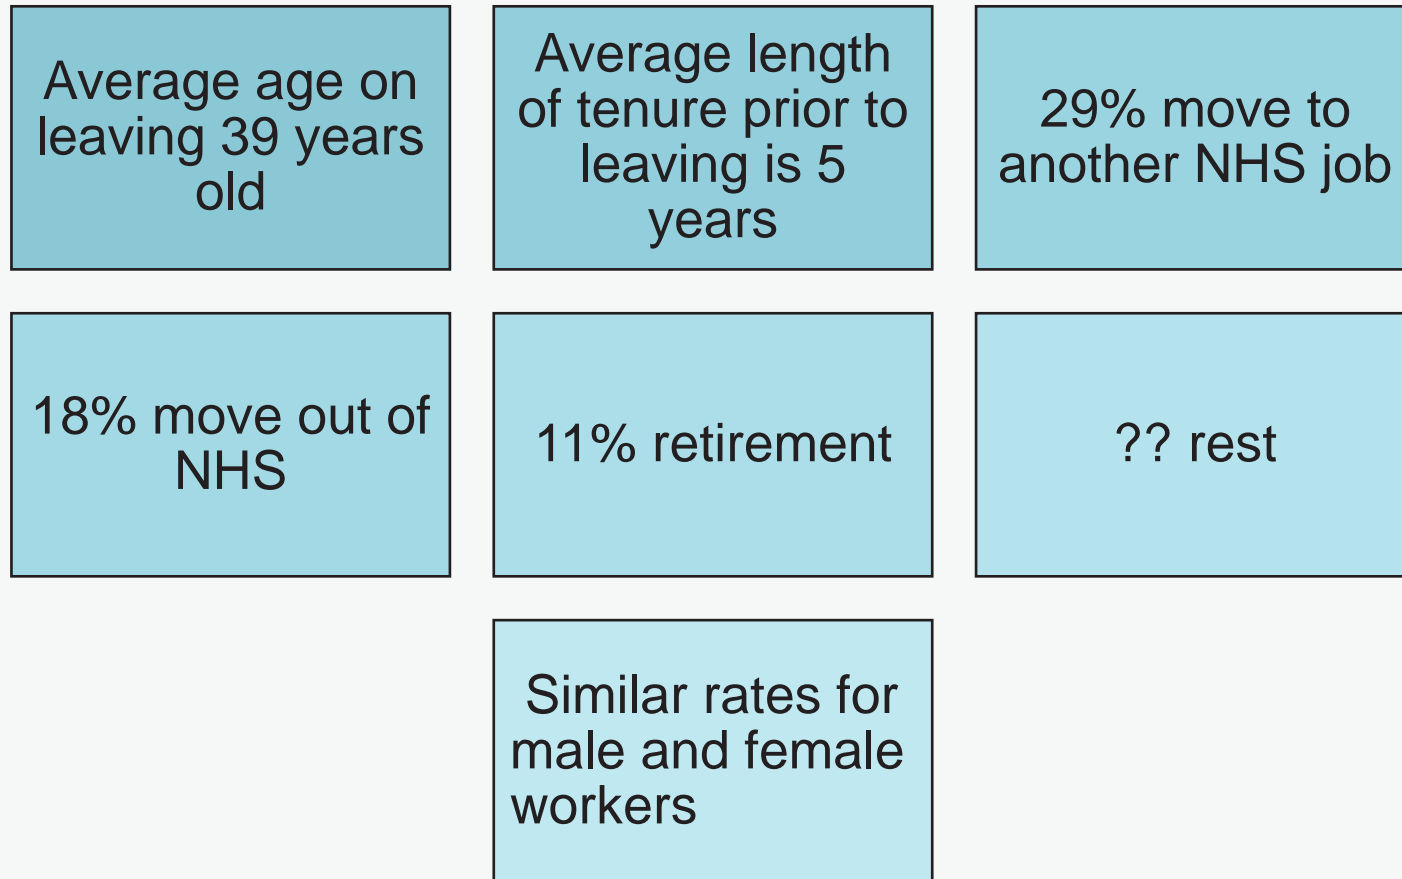 Average age on
leaving 39 years
old
Average length
of tenure prior to
leaving is 5
years
29% move to
another NHS job
18% move out of
NHS
11% retirement
?? rest
Similar rates for
male and female
workers